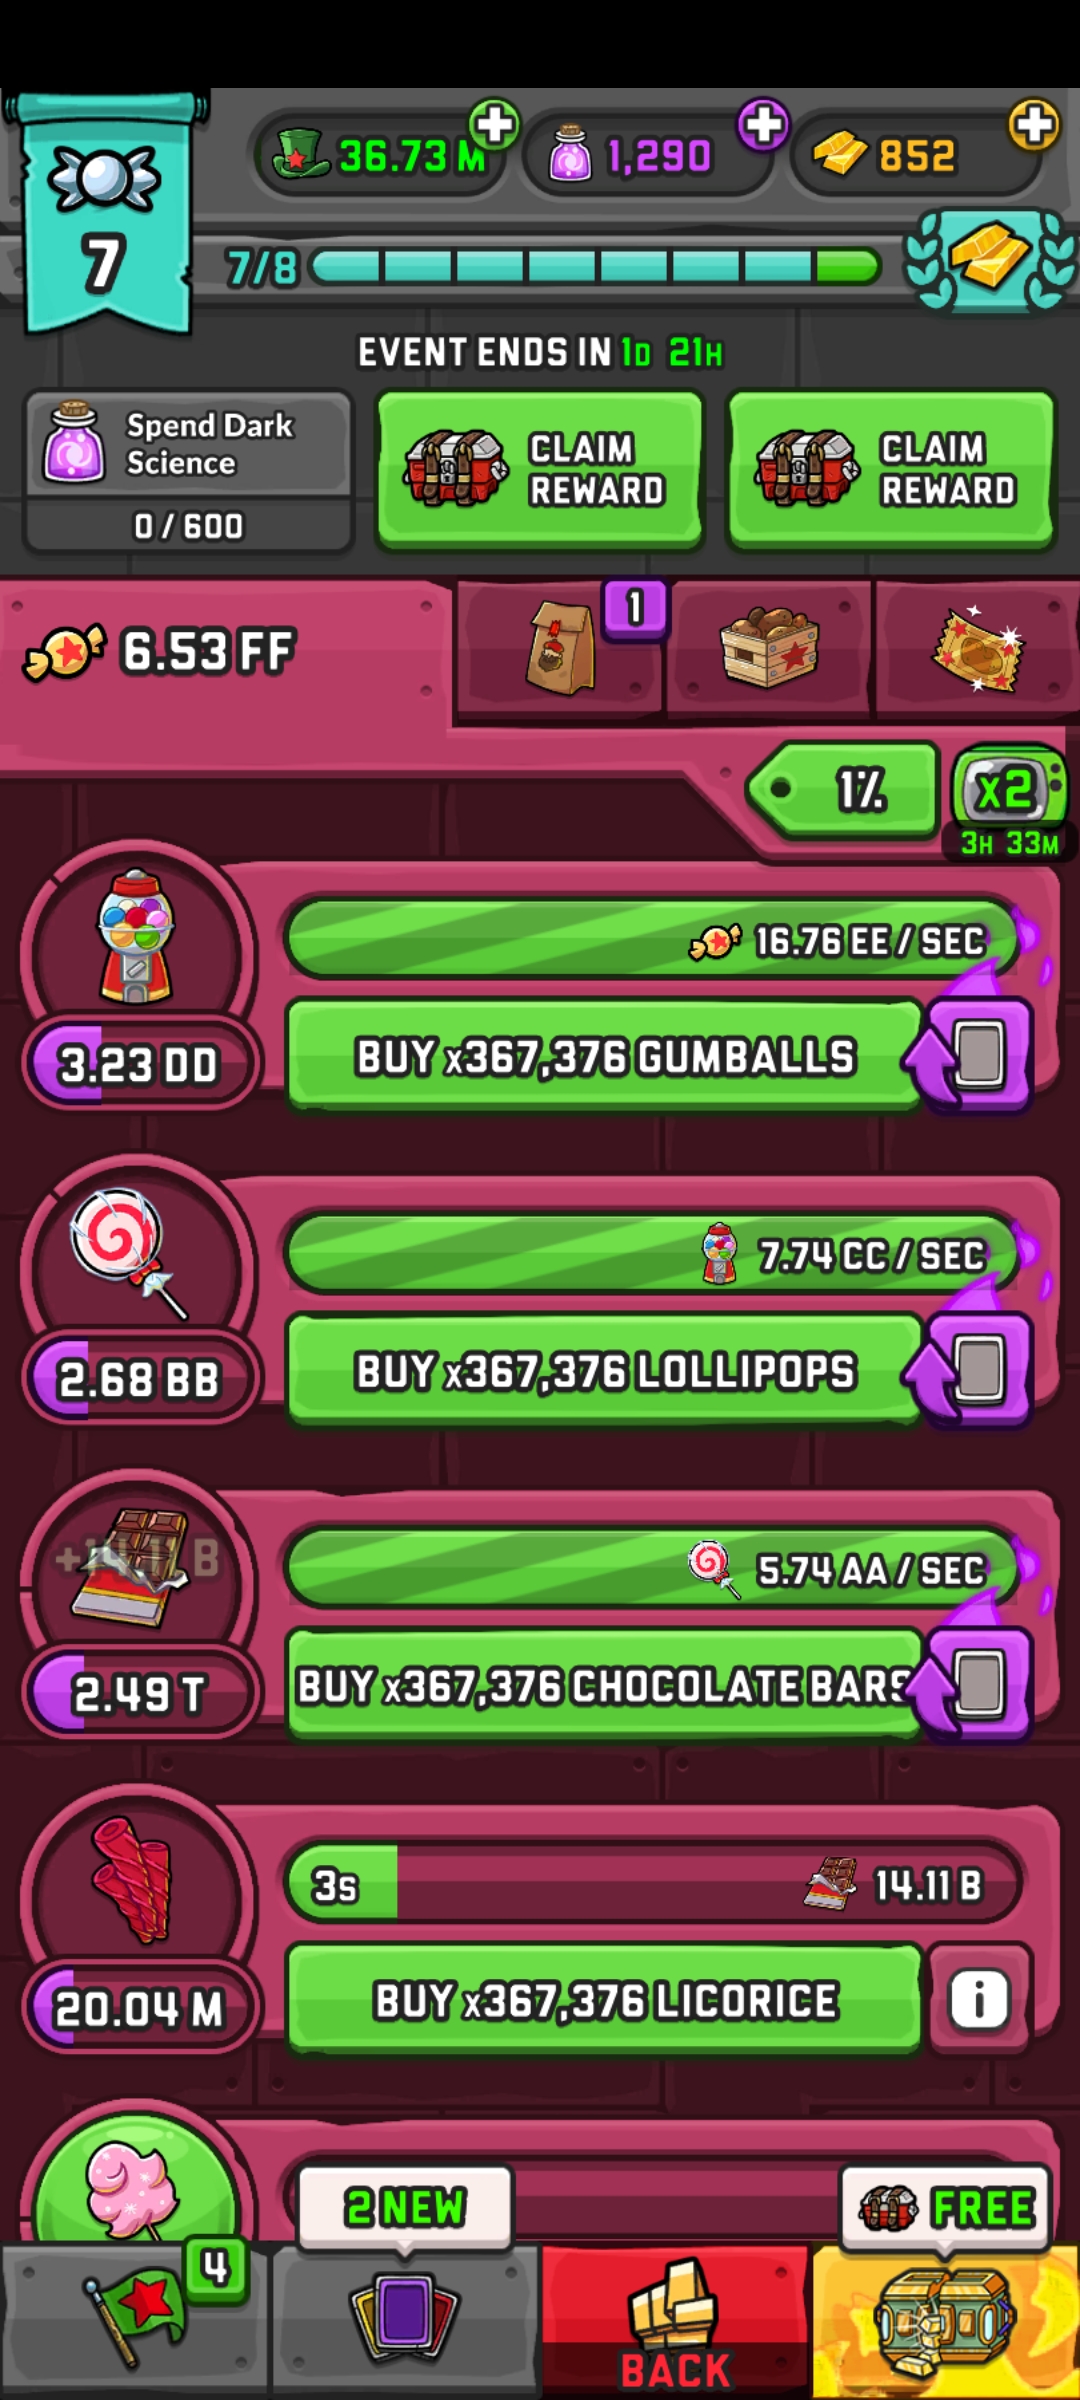 36.73 M
1,290
852
7
7/8
EVENT ENDS IN 1D 21H
Spend Dark
Science
0 / 600
CLAIM
REWARD
CLAIM
REWARD
6.53 FF
1
1%
x2
3H 33M
16.76 EE / SEC
3.23 DD
BUY x367,376 GUMBALLS
7.74 CC / SEC
2.68 BB
BUY x367,376 LOLLIPOPS
5.74 AA / SEC
2.49 T
BUY x367,376 CHOCOLATE BARS
3s
14.11 B
20.04 M
BUY x367,376 LICORICE
i
2 NEW
FREE
4
BACK